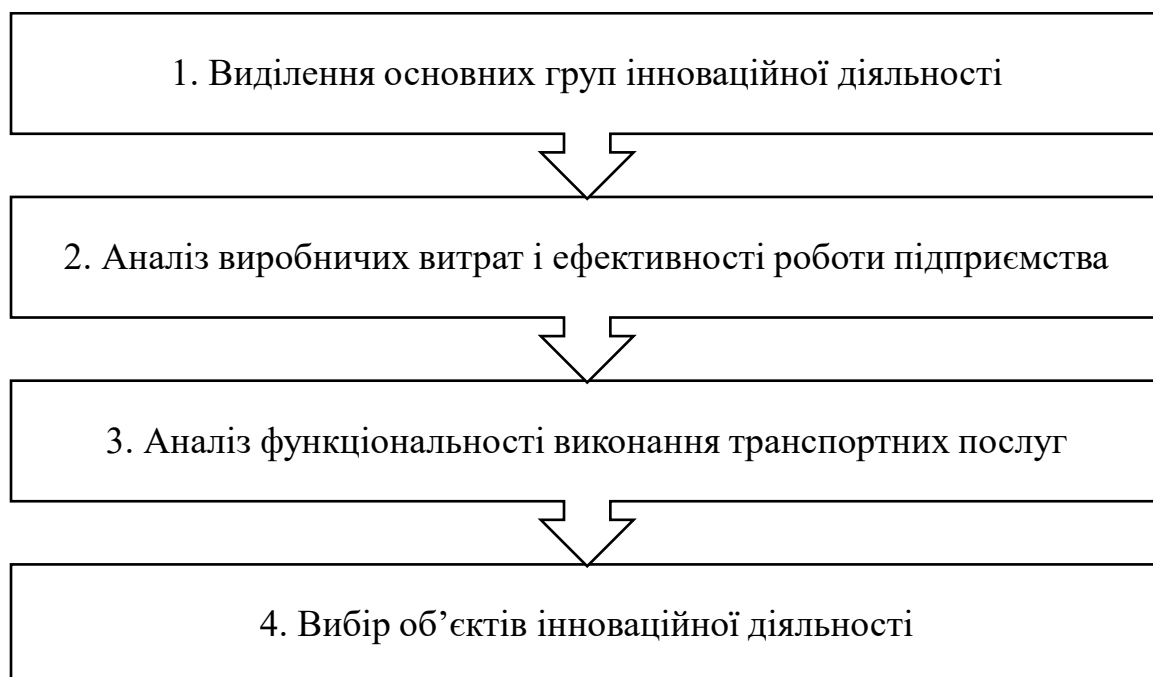 1. Виділення основних груп інноваційної діяльності
2. Аналіз виробничих витрат і ефективності роботи підприємства
3. Аналіз функціональності виконання транспортних послуг
4. Вибір об’єктів інноваційної діяльності